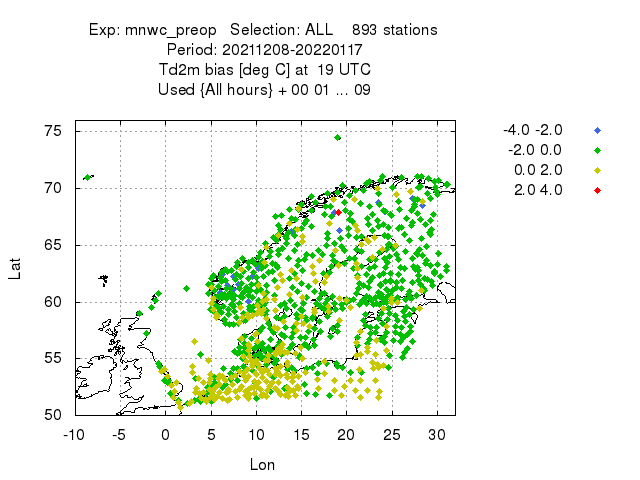 Exp: mnwc_preop Selection: ALL 893 stations
Period: 20211208-20220117
Td2m bias [deg C] at 19 UTC
Used {All hours} + 00 01 ... 09
-4.0 -2.0
-2.0 0.0
0.0 2.0
2.0 4.0
75
70
65
60
55
50
Lat
-10 -5 0 5 10 15 20 25 30
Lon